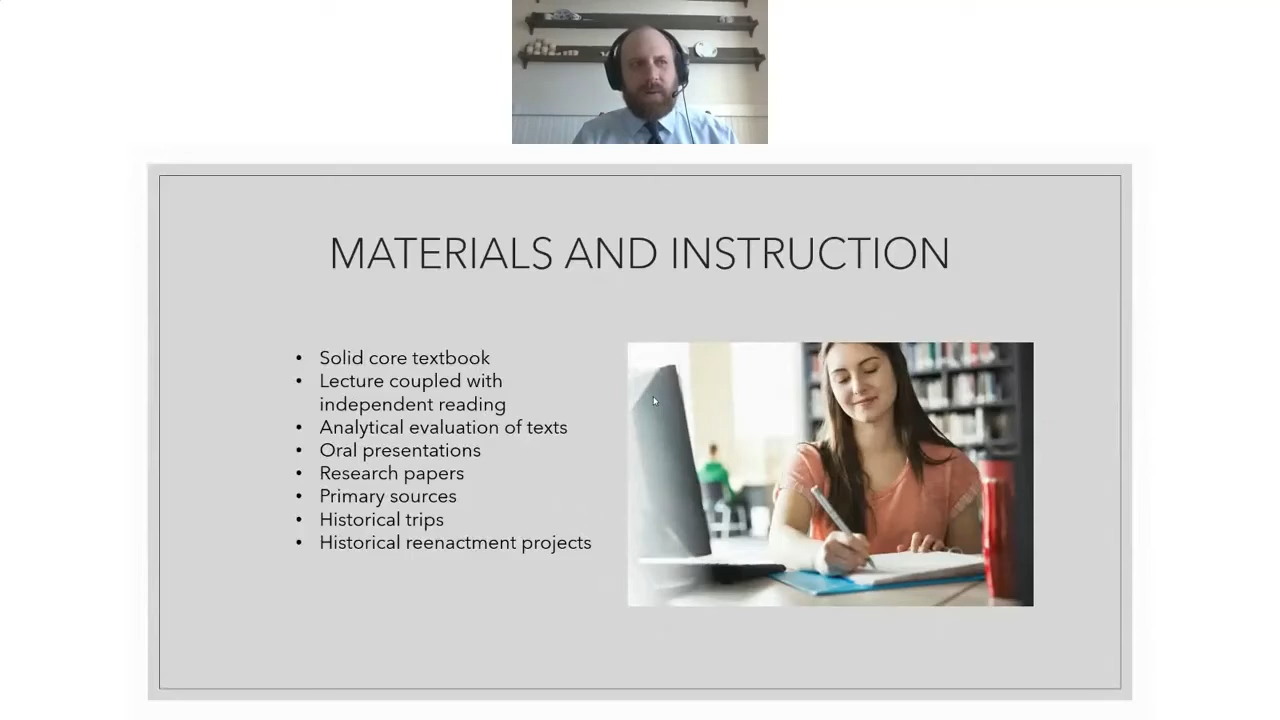 MATERIALS AND INSTRUCTION
• Solid core textbook
• Lecture coupled with
independent reading
• Analytical evaluation of texts
• Oral presentations
• Research papers
• Primary sources
• Historical trips
• Historical reenactment projects